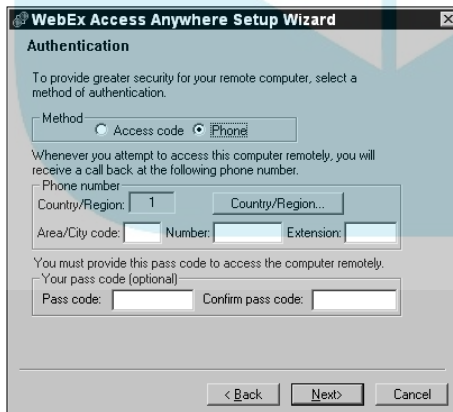 WebEx Access Anywhere Setup Wizard
Authentication
To provide greater security for your remote computer, select a
method of authentication.
Method
Access code Phone
Whenever you attempt to access this computer remotely, you will
receive a call back at the following phone number.
Phone number
Country/Region: 1 Country/Region...
Area/City code: Number: Extension:
You must provide this pass code to access the computer remotely.
Your pass code (optional)
Pass code: Confirm pass code:
< Back Next> Cancel